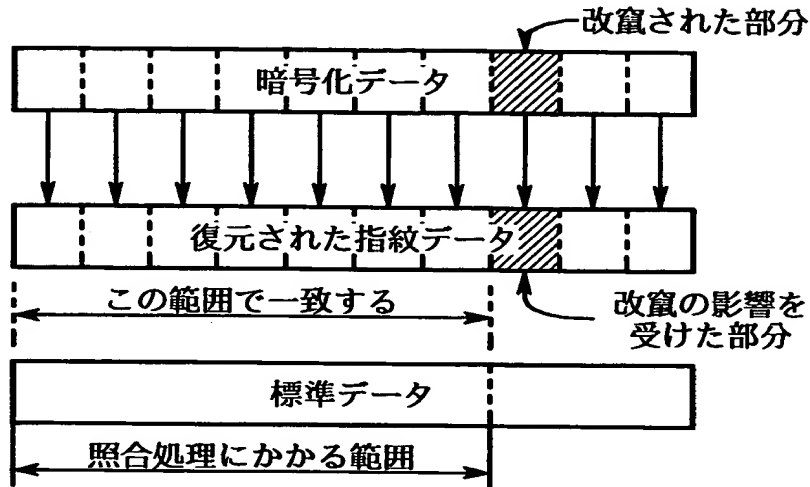 改竄された部分
暗号化データ
復元された指紋データ
この範囲で一致する
改竄の影響を
受けた部分
標準データ
照合処理にかかる範囲